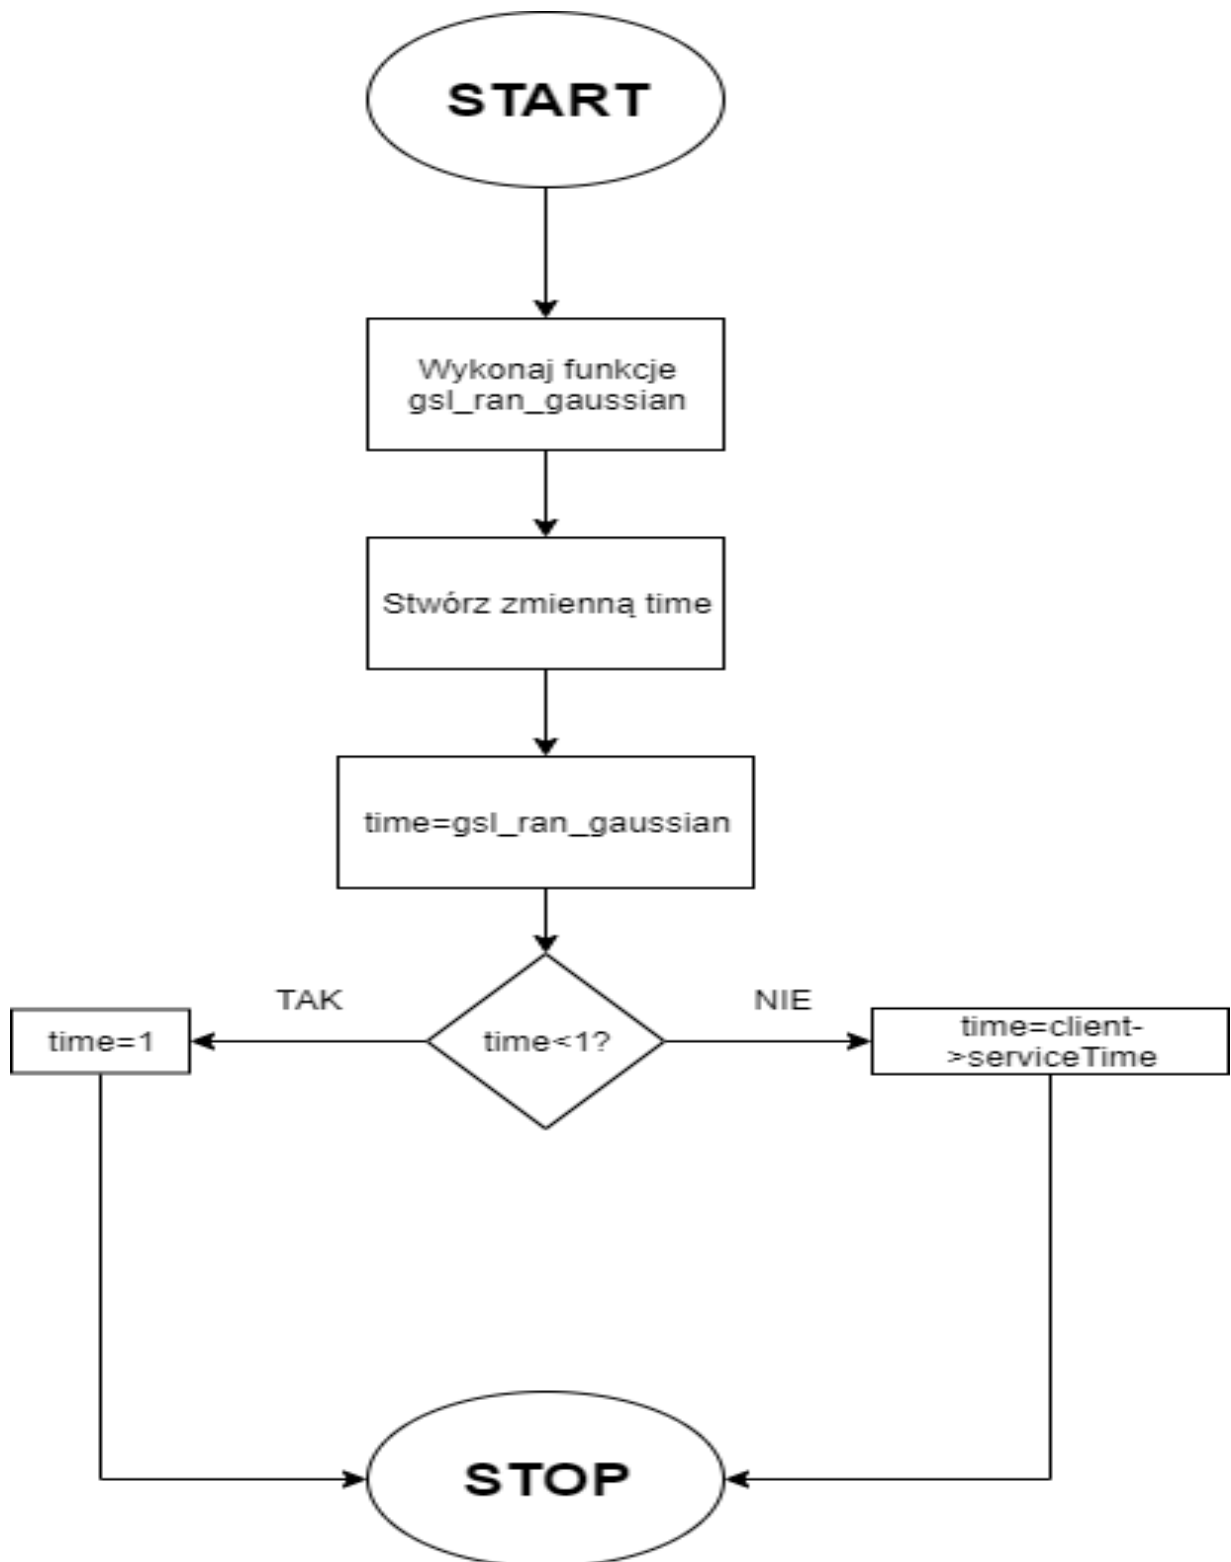 START
Wykonaj funkcje
gsl_ran_gaussian
Stwórz zmienną time
time=gsl_ran_gaussian
TAK
time<1?
NIE
time=1
time=client-
>serviceTime
STOP